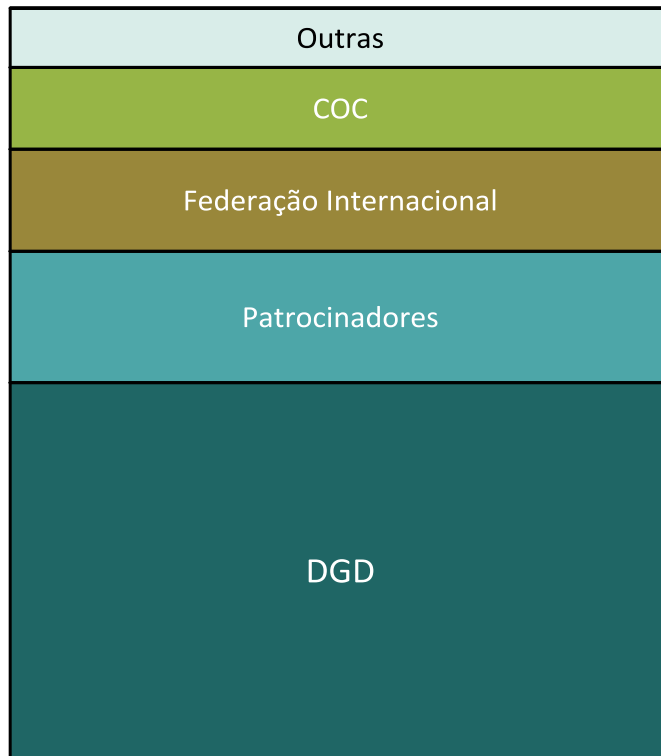 Outras
COC
Federação Internacional
Patrocinadores
DGD